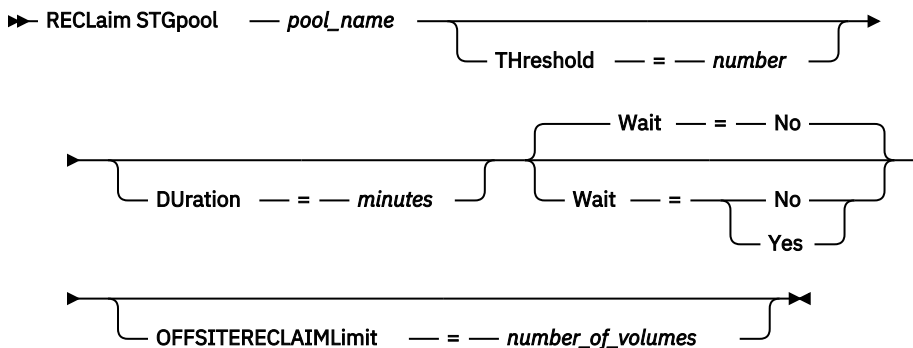 RECLaim STGpool pool_name
THreshold = number
Wait = No
DUration = minutes Wait = No
Yes
OFFSITERECLAIMLimit = number_of_volumes